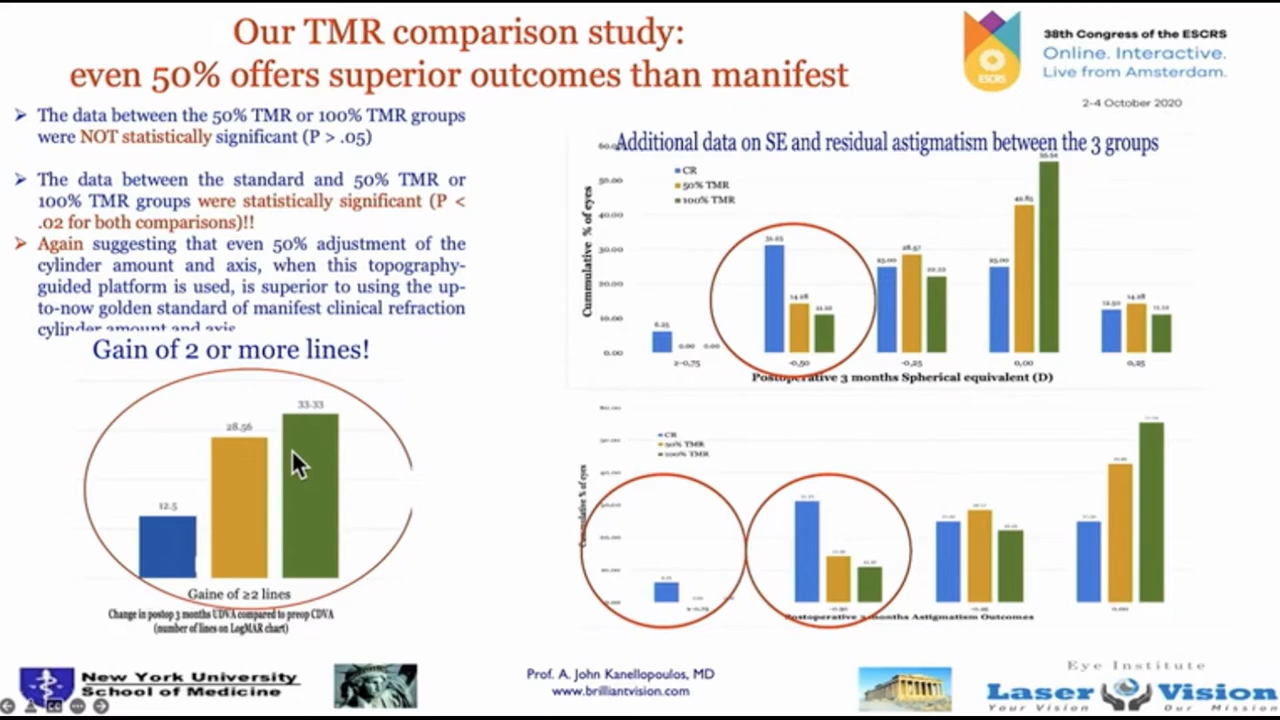 Our TMR comparison study:
even 50% offers superior outcomes than manifest
38th Congress of the ESCRS
Online. Interactive.
Live from Amsterdam.
ESCRS
2-4 October 2020
➢ The data between the 50% TMR or 100% TMR groups
were NOT statistically significant (P > .05)
➢ The data between the standard and 50% TMR or
100% TMR groups were statistically significant (P <
.02 for both comparisons)!!
➢ Again suggesting that even 50% adjustment of the
cylinder amount and axis, when this topography-
guided platform is used, is superior to using the up-
to-now golden standard of manifest clinical refraction
cylinder amount and axis
Gain of 2 or more lines!
12.5
28.56
33.33
Gaine of ≥2 lines
Change in postop 3 months UDVA compared to preop CDVA
(number of lines on LogMAR chart)
Additional data on SE and residual astigmatism between the 3 groups
Cummulative % of eyes
60.00
50.00
40.00
30.00
20.00
10.00
0.00
CR
50% TMR
100% TMR
6.25 0.00 0.00
31.25 14.28 11.10
25.00 28.57 22.22
25.00 42.85
12.50 14.28
≥-0,75 -0,50 -0,25 0,00 0,25
Postoperative 3 months Spherical equivalent (D)
Cummulative % of eyes
CR
50% TMR
100% TMR
-0.50 0.00
Postoperative 3 months Astigmatism Outcomes
New York University
School of Medicine
Prof. A. John Kanellopoulos, MD
www.brilliantvision.com
Eye Institute
Laser Vision
Your Vision Our Mission